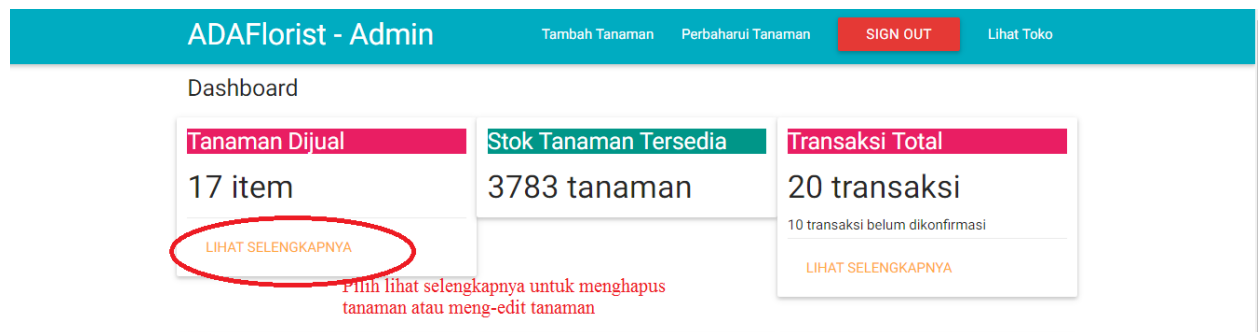 ADAFlorist - Admin
Tambah Tanaman
Perbaharui Tanaman
SIGN OUT
Lihat Toko
Dashboard
Tanaman Dijual
17 item
LIHAT SELENGKAPNYA
Stok Tanaman Tersedia
3783 tanaman
Transaksi Total
20 transaksi
10 transaksi belum dikonfirmasi
LIHAT SELENGKAPNYA
Pilih lihat selengkapnya untuk menghapus
tanaman atau meng-edit tanaman